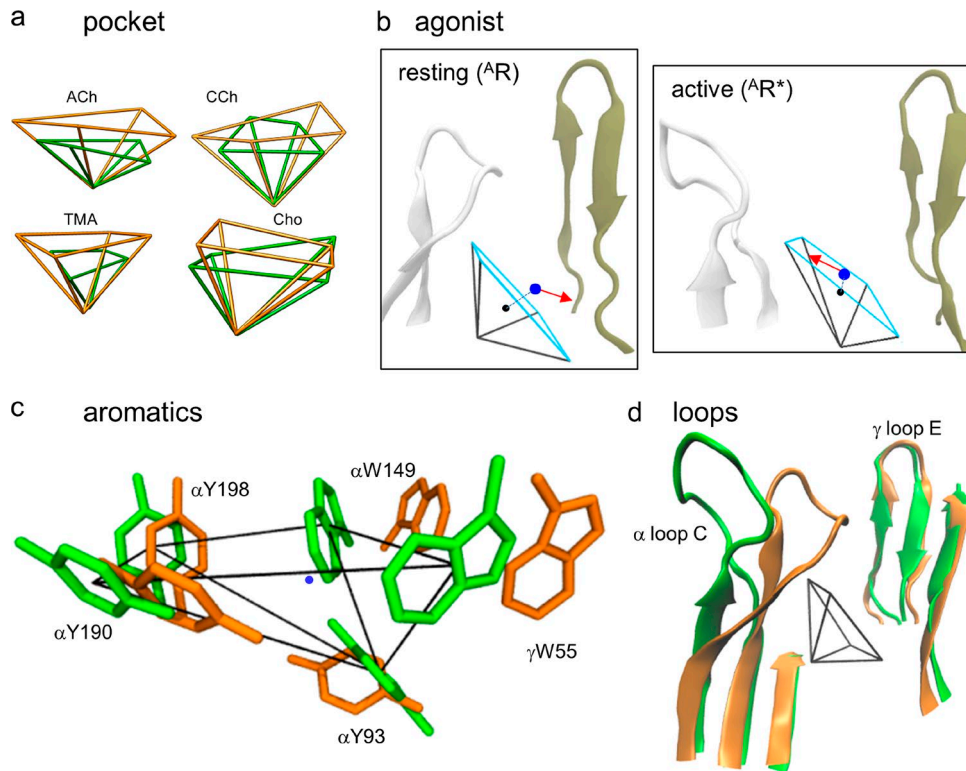 a pocket
ACh
CCh
TMA
Cho
b agonist
resting (ᴬR)
active (ᴬR*)
c aromatics
αY198
αW149
αY190
γW55
αY93
d loops
γ loop E
α loop C